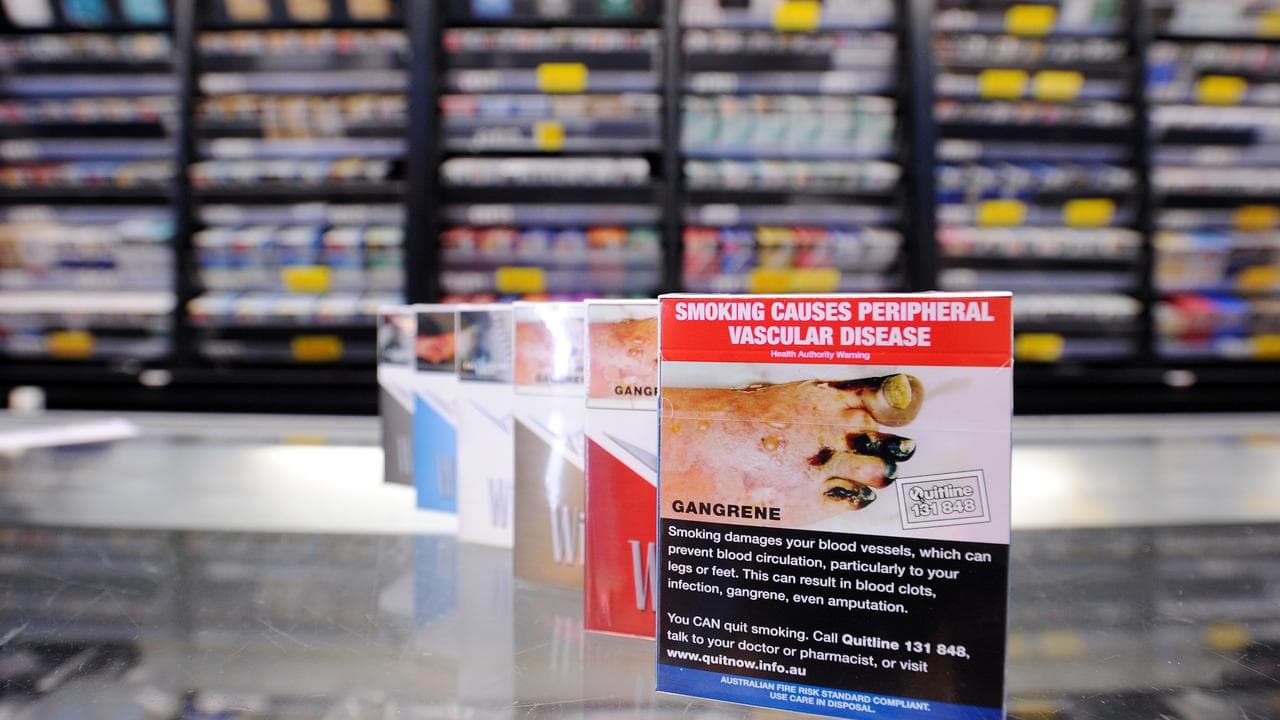 SMOKING CAUSES PERIPHERAL
VASCULAR DISEASE
Health Authority Warning
GANGRENE
Quitline
131 848
Smoking damages your blood vessels, which can
prevent blood circulation, particularly to your
legs or feet. This can result in blood clots,
infection, gangrene, even amputation.
You CAN quit smoking. Call Quitline 131 848,
talk to your doctor or pharmacist, or visit
www.quitnow.info.au
AUSTRALIAN FIRE RISK STANDARD COMPLIANT.
USE CARE IN DISPOSAL.
GANGR
W
Wi
W